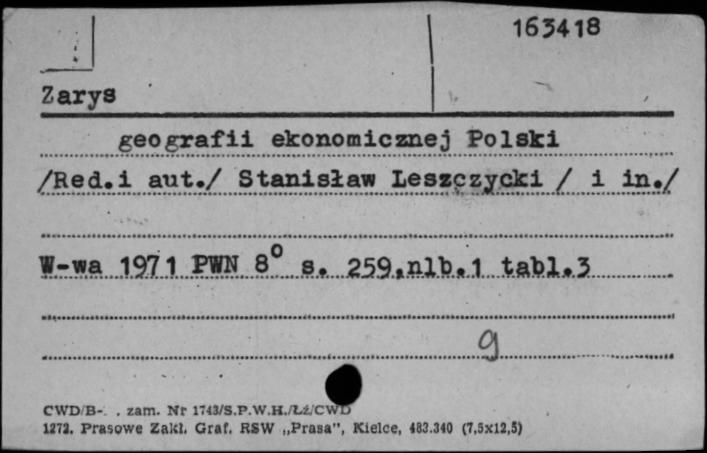 163418
Zarys
geografii ekonomicznej Polski
/Red.i aut./ Stanisław Leszczycki / i in./
W-wa 1971 PWN 8° s. 259,nlb.1 tabl.3
g
CWD/B-. . zam. Nr 1743/S.P.W.H./Łź/CWD
1272. Prasowe Zakł. Graf. RSW „Prasa”, Kielce, 483.340 (7,5x12,5)